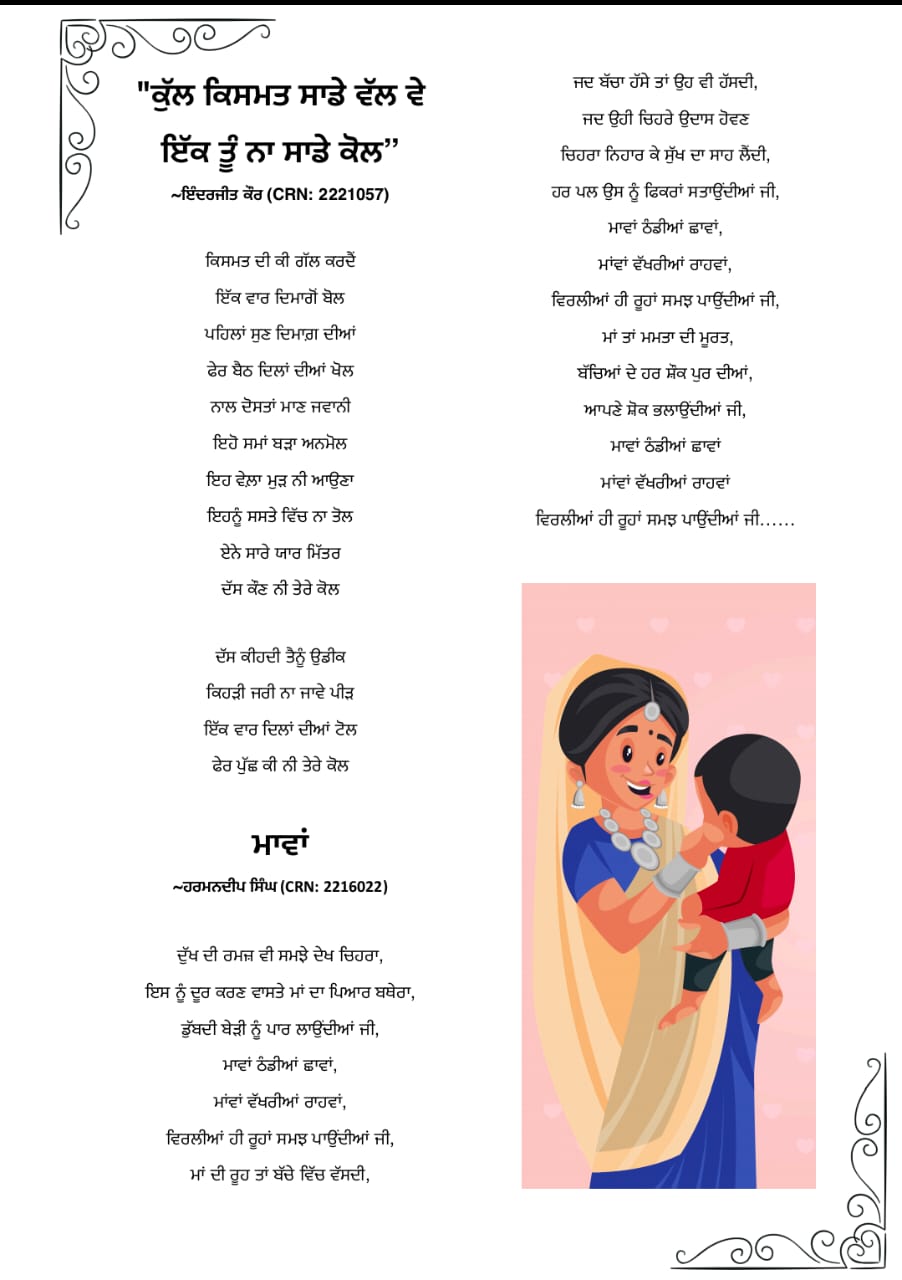 "ਕੁੱਲ ਕਿਸਮਤ ਸਾਡੇ ਵੱਲ ਵੇ
ਇੱਕ ਤੂੰ ਨਾ ਸਾਡੇ ਕੋਲ”
~ਇੰਦਰਜੀਤ ਕੌਰ (CRN: 2221057)
ਕਿਸਮਤ ਦੀ ਕੀ ਗੱਲ ਕਰਦੈਂ
ਇੱਕ ਵਾਰ ਦਿਮਾਗੋਂ ਬੋਲ
ਪਹਿਲਾਂ ਸੁਣ ਦਿਮਾਗ਼ ਦੀਆਂ
ਫੇਰ ਬੈਠ ਦਿਲਾਂ ਦੀਆਂ ਖੋਲ
ਨਾਲ ਦੋਸਤਾਂ ਮਾਣ ਜਵਾਨੀ
ਇਹੋ ਸਮਾਂ ਬੜਾ ਅਨਮੋਲ
ਇਹ ਵੇਲਾ ਮੁੜ ਨੀ ਆਉਣਾ
ਇਹਨੂੰ ਸਸਤੇ ਵਿੱਚ ਨਾ ਤੋਲ
ਏਨੇ ਸਾਰੇ ਯਾਰ ਮਿੱਤਰ
ਦੱਸ ਕੌਣ ਨੀ ਤੇਰੇ ਕੋਲ
ਦੱਸ ਕੀਹਦੀ ਤੈਨੂੰ ਉਡੀਕ
ਕਿਹੜੀ ਜਰੀ ਨਾ ਜਾਵੇ ਪੀੜ
ਇੱਕ ਵਾਰ ਦਿਲਾਂ ਦੀਆਂ ਟੋਲ
ਫੇਰ ਪੁੱਛ ਕੀ ਨੀ ਤੇਰੇ ਕੋਲ
ਮਾਵਾਂ
~ਹਰਮਨਦੀਪ ਸਿੰਘ (CRN: 2216022)
ਦੁੱਖ ਦੀ ਰਮਜ਼ ਵੀ ਸਮਝੇ ਦੇਖ ਚਿਹਰਾ,
ਇਸ ਨੂੰ ਦੂਰ ਕਰਣ ਵਾਸਤੇ ਮਾਂ ਦਾ ਪਿਆਰ ਬਥੇਰਾ,
ਡੁੱਬਦੀ ਬੇੜੀ ਨੂੰ ਪਾਰ ਲਾਉਂਦੀਆਂ ਜੀ,
ਮਾਵਾਂ ਠੰਡੀਆਂ ਛਾਵਾਂ,
ਮਾਂਵਾਂ ਵੱਖਰੀਆਂ ਰਾਹਵਾਂ,
ਵਿਰਲੀਆਂ ਹੀ ਰੂਹਾਂ ਸਮਝ ਪਾਉਂਦੀਆਂ ਜੀ,
ਮਾਂ ਦੀ ਰੂਹ ਤਾਂ ਬੱਚੇ ਵਿੱਚ ਵੱਸਦੀ,
ਜਦ ਬੱਚਾ ਹੱਸੇ ਤਾਂ ਉਹ ਵੀ ਹੱਸਦੀ,
ਜਦ ਉਹੀ ਚਿਹਰੇ ਉਦਾਸ ਹੋਵਣ
ਚਿਹਰਾ ਨਿਹਾਰ ਕੇ ਸੁੱਖ ਦਾ ਸਾਹ ਲੈਂਦੀ,
ਹਰ ਪਲ ਉਸ ਨੂੰ ਫਿਕਰਾਂ ਸਤਾਉਂਦੀਆਂ ਜੀ,
ਮਾਵਾਂ ਠੰਡੀਆਂ ਛਾਵਾਂ,
ਮਾਂਵਾਂ ਵੱਖਰੀਆਂ ਰਾਹਵਾਂ,
ਵਿਰਲੀਆਂ ਹੀ ਰੂਹਾਂ ਸਮਝ ਪਾਉਂਦੀਆਂ ਜੀ,
ਮਾਂ ਤਾਂ ਮਮਤਾ ਦੀ ਮੂਰਤ,
ਬੱਚਿਆਂ ਦੇ ਹਰ ਸ਼ੌਕ ਪੁਰ ਦੀਆਂ,
ਆਪਣੇ ਸ਼ੋਕ ਭਲਾਉਂਦੀਆਂ ਜੀ,
ਮਾਵਾਂ ਠੰਡੀਆਂ ਛਾਵਾਂ
ਮਾਂਵਾਂ ਵੱਖਰੀਆਂ ਰਾਹਵਾਂ
ਵਿਰਲੀਆਂ ਹੀ ਰੂਹਾਂ ਸਮਝ ਪਾਉਂਦੀਆਂ ਜੀ......